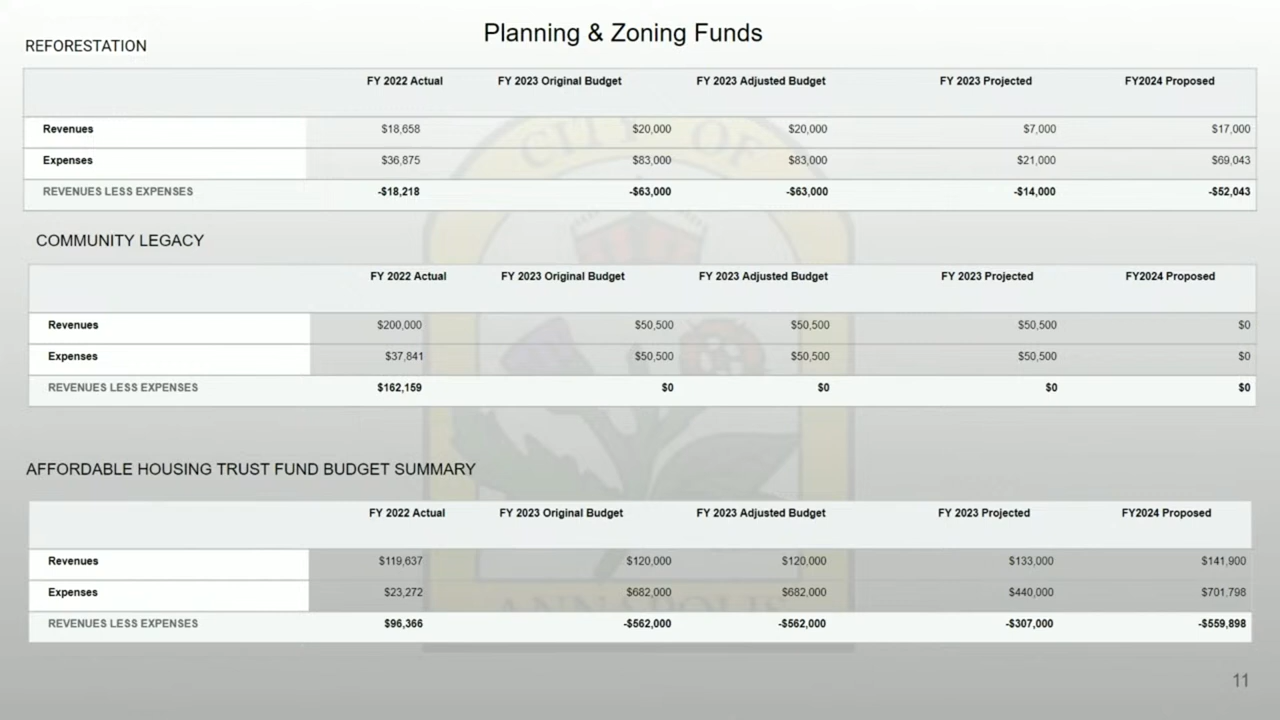 Planning & Zoning Funds
REFORESTATION
FY 2022 Actual FY 2023 Original Budget FY 2023 Adjusted Budget FY 2023 Projected FY2024 Proposed
Revenues $18,658 $20,000 $20,000 $7,000 $17,000
Expenses $36,875 $83,000 $83,000 $21,000 $69,043
REVENUES LESS EXPENSES -$18,218 -$63,000 -$63,000 -$14,000 -$52,043
COMMUNITY LEGACY
FY 2022 Actual FY 2023 Original Budget FY 2023 Adjusted Budget FY 2023 Projected FY2024 Proposed
Revenues $200,000 $50,500 $50,500 $50,500 $0
Expenses $37,841 $50,500 $50,500 $50,500 $0
REVENUES LESS EXPENSES $162,159 $0 $0 $0 $0
AFFORDABLE HOUSING TRUST FUND BUDGET SUMMARY
FY 2022 Actual FY 2023 Original Budget FY 2023 Adjusted Budget FY 2023 Projected FY2024 Proposed
Revenues $119,637 $120,000 $120,000 $133,000 $141,900
Expenses $23,272 $682,000 $682,000 $440,000 $701,798
REVENUES LESS EXPENSES $96,366 -$562,000 -$562,000 -$307,000 -$559,898
CITY OF
ANNAPOLIS
11